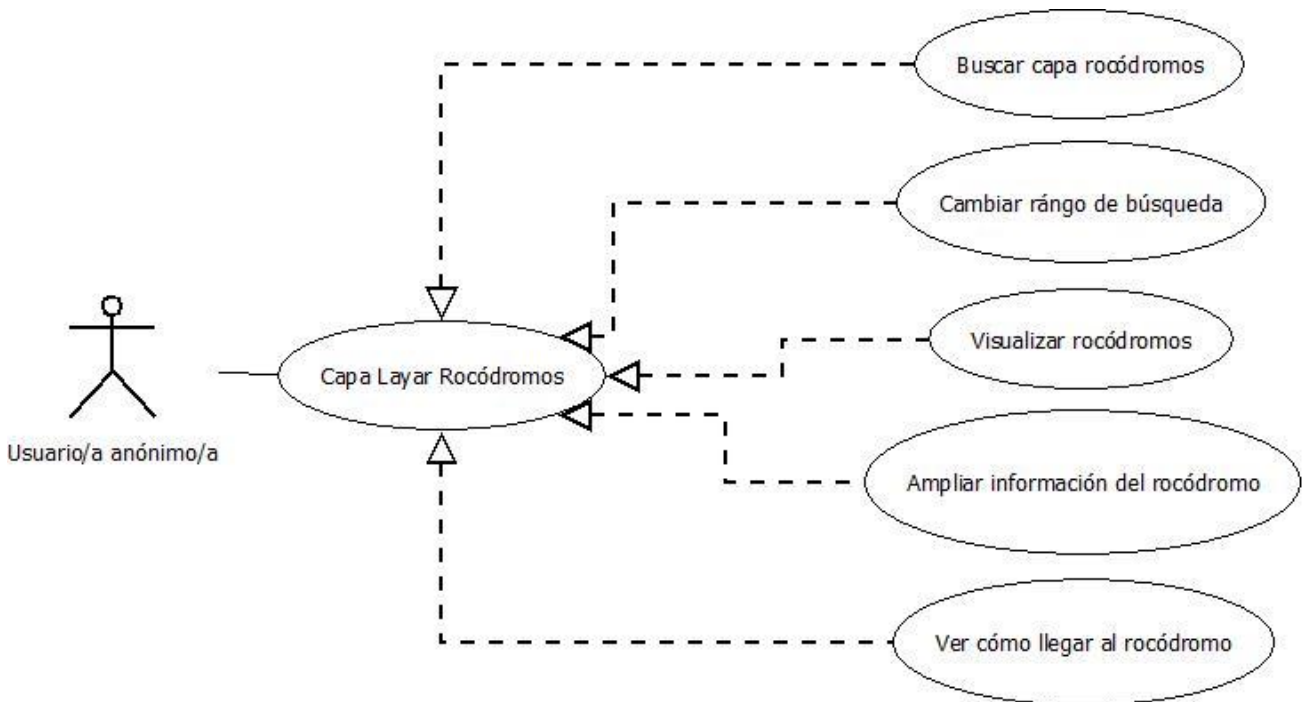 Buscar capa rocódromos
Cambiar rángo de búsqueda
Visualizar rocódromos
Capa Layar Rocódromos
Usuario/a anónimo/a
Ampliar información del rocódromo
Ver cómo llegar al rocódromo